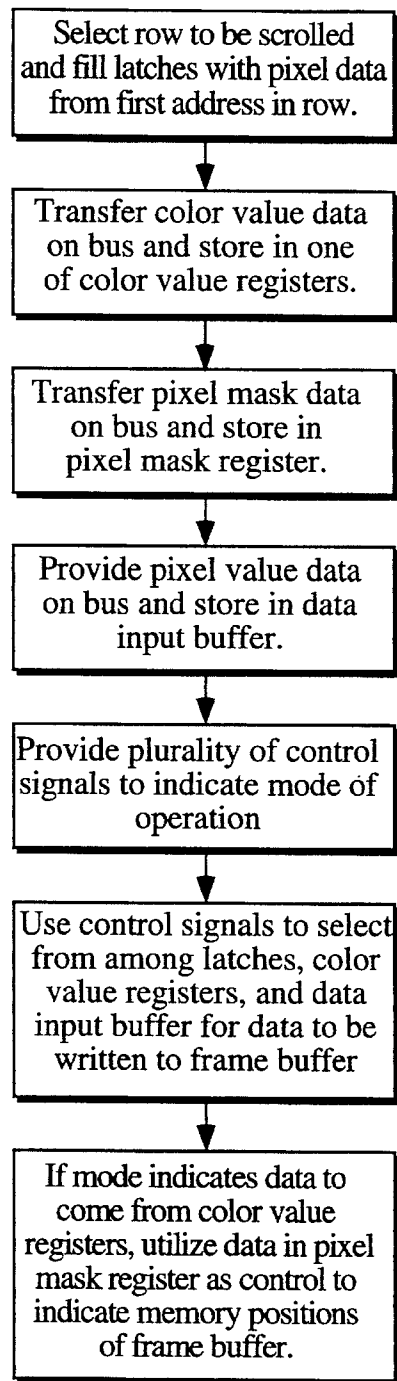 Select row to be scrolled
and fill latches with pixel data
from first address in row.
Transfer color value data
on bus and store in one
of color value registers.
Transfer pixel mask data
on bus and store in
pixel mask register.
Provide pixel value data
on bus and store in data
input buffer.
Provide plurality of control
signals to indicate mode of
operation
Use control signals to select
from among latches, color
value registers, and data
input buffer for data to be
written to frame buffer
If mode indicates data to
come from color value
registers, utilize data in pixel
mask register as control to
indicate memory positions
of frame buffer.